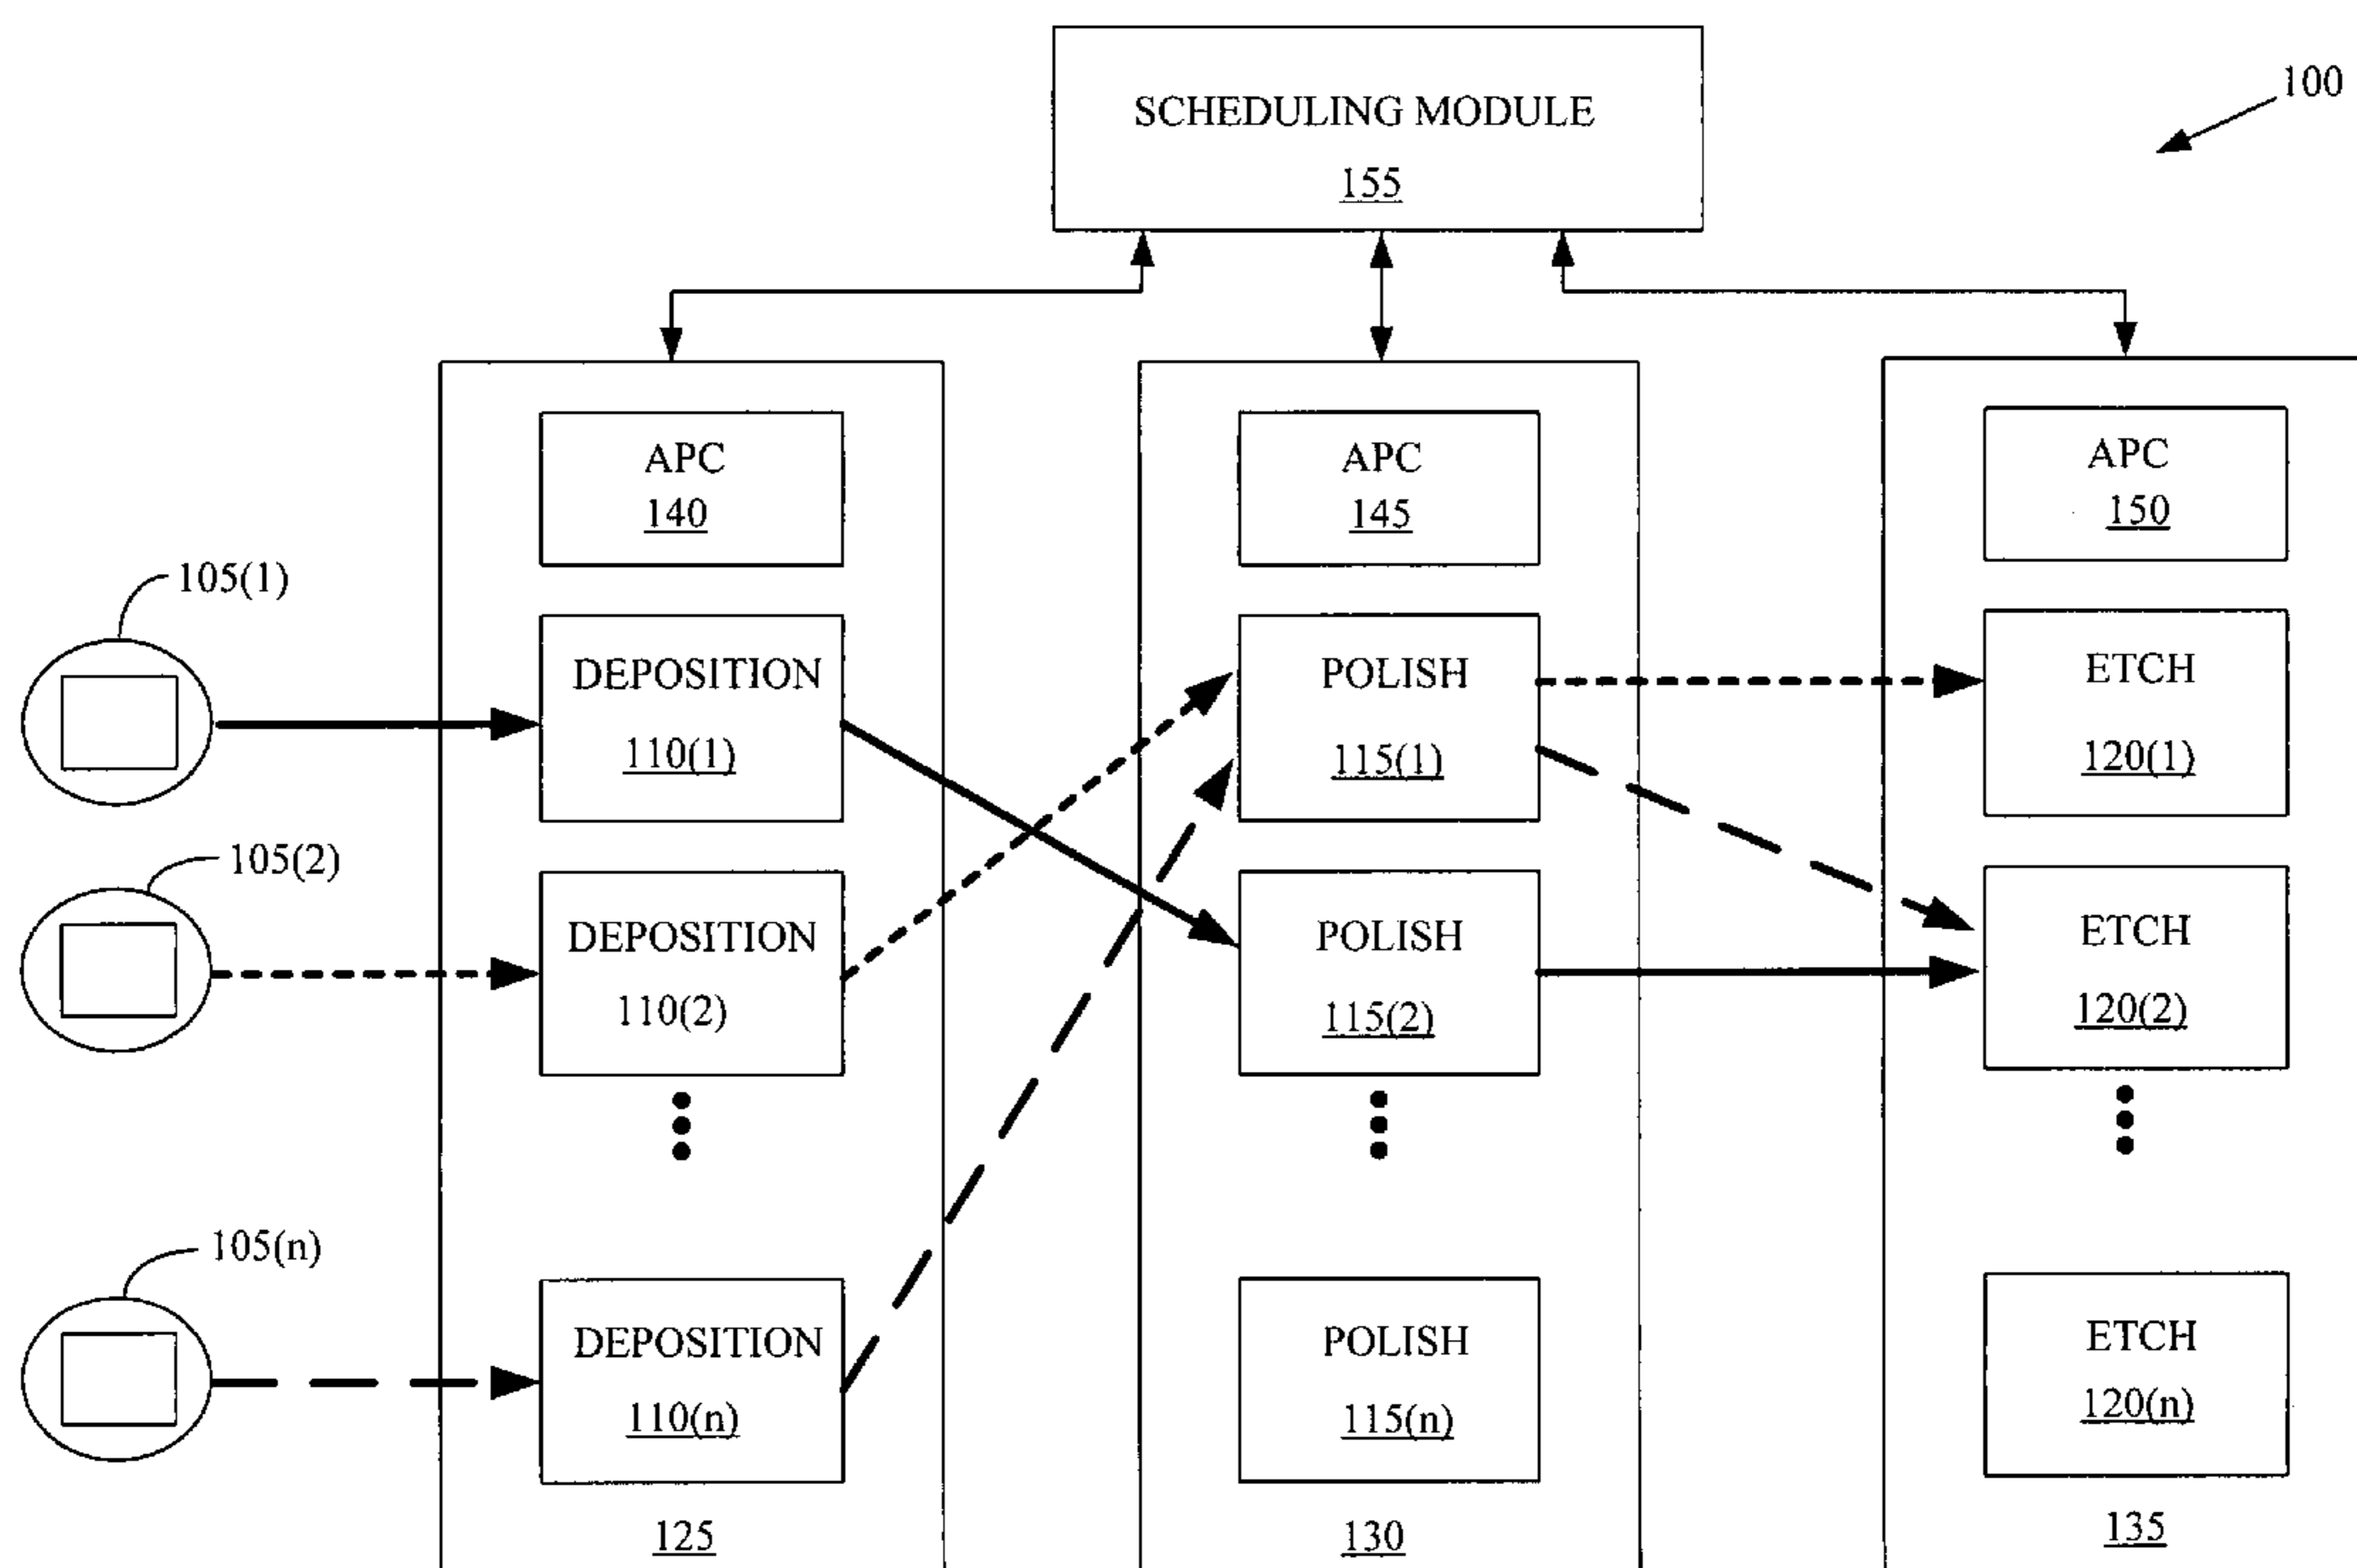 SCHEDULING MODULE
155
100
APC
140
APC
145
APC
150
105(1)
DEPOSITION
110(1)
POLISH
115(1)
ETCH
120(1)
105(2)
DEPOSITION
110(2)
POLISH
115(2)
ETCH
120(2)
105(n)
DEPOSITION
110(n)
POLISH
115(n)
ETCH
120(n)
125
130
135